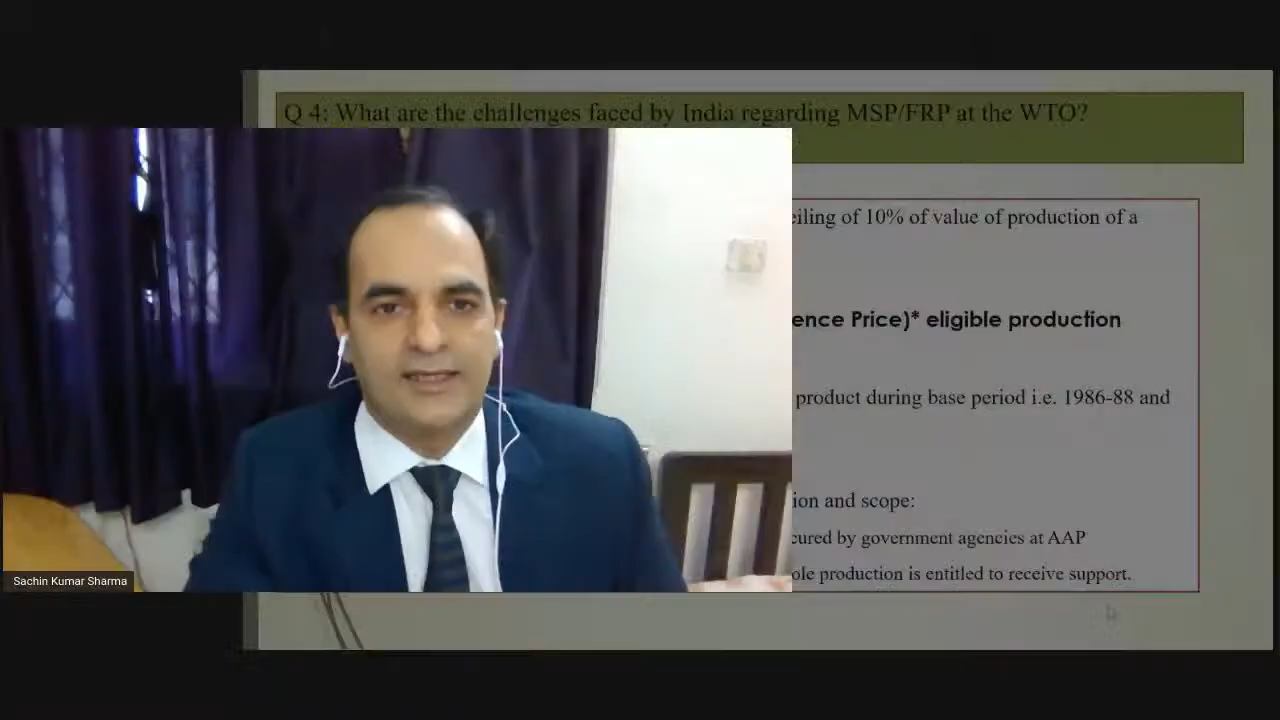 Q 4: What are the challenges faced by India regarding MSP/FRP at the WTO?
eiling of 10% of value of production of a
ence Price)* eligible production
product during base period i.e. 1986-88 and
ion and scope:
cured by government agencies at AAP
ole production is entitled to receive support.
Sachin Kumar Sharma